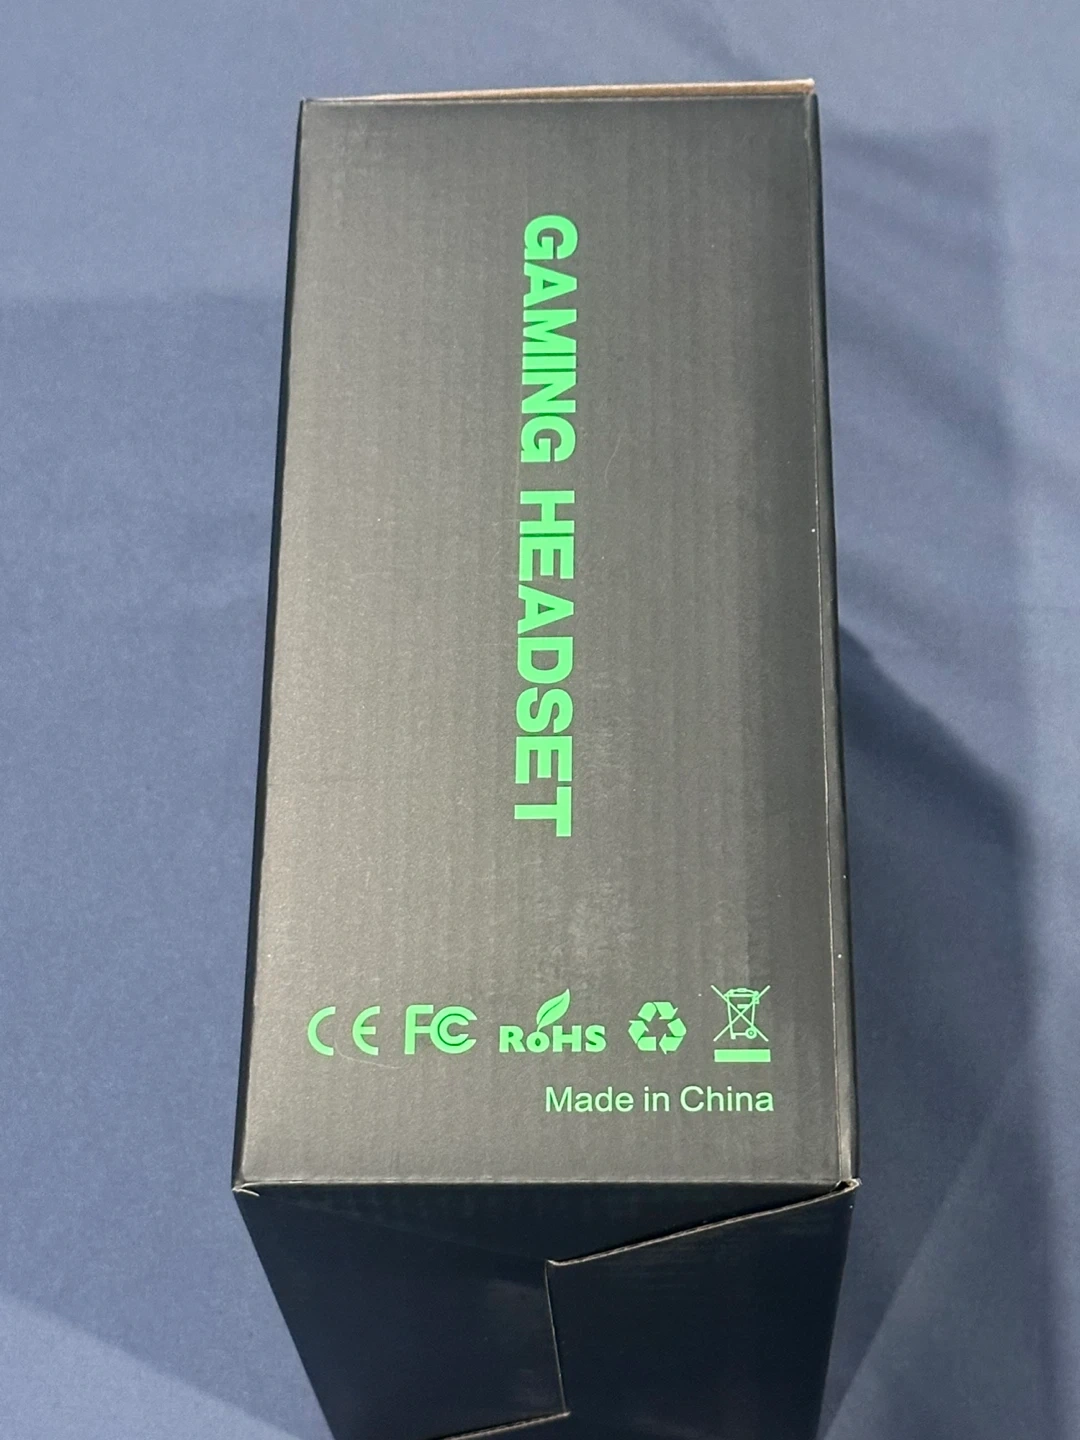 GAMING HEADSET
CE FC RoHS
Made in China